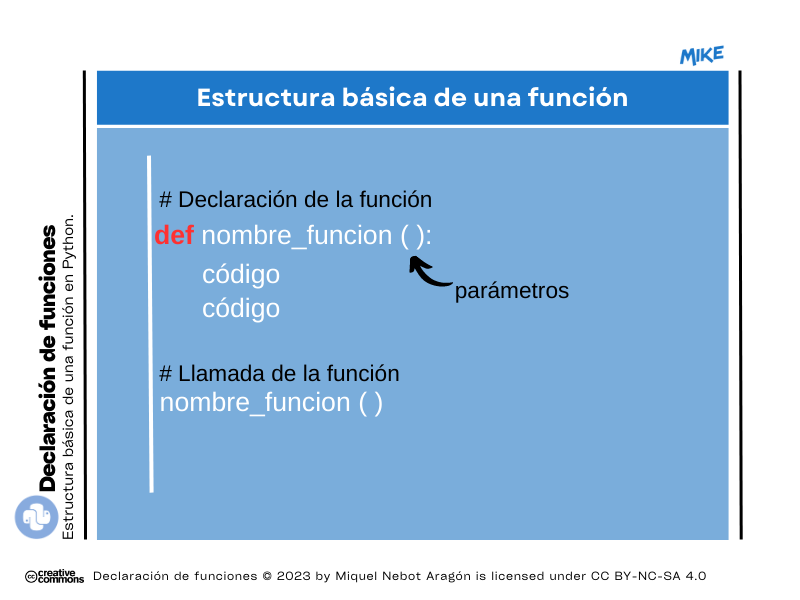 MIKE
Estructura básica de una función
# Declaración de la función
def nombre_funcion ( ):
código
código
parámetros
# Llamada de la función
nombre_funcion ( )
Declaración de funciones
Estructura básica de una función en Python.
cc creative commons
Declaración de funciones © 2023 by Miquel Nebot Aragón is licensed under CC BY-NC-SA 4.0